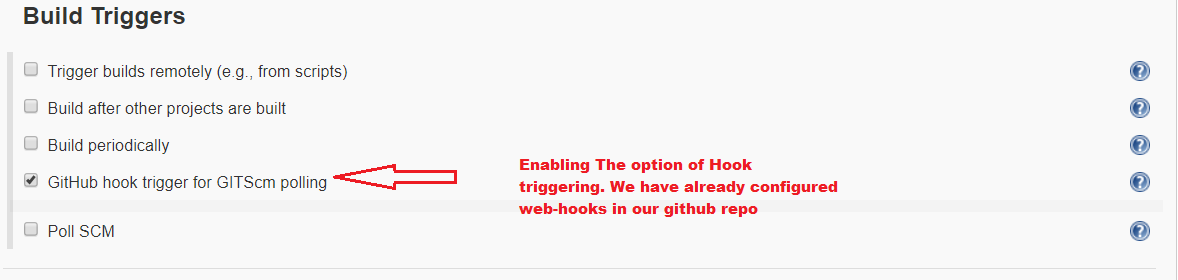 Build Triggers
Trigger builds remotely (e.g., from scripts)
Build after other projects are built
Build periodically
GitHub hook trigger for GITScm polling
Enabling The option of Hook
triggering. We have already configured
web-hooks in our github repo
Poll SCM